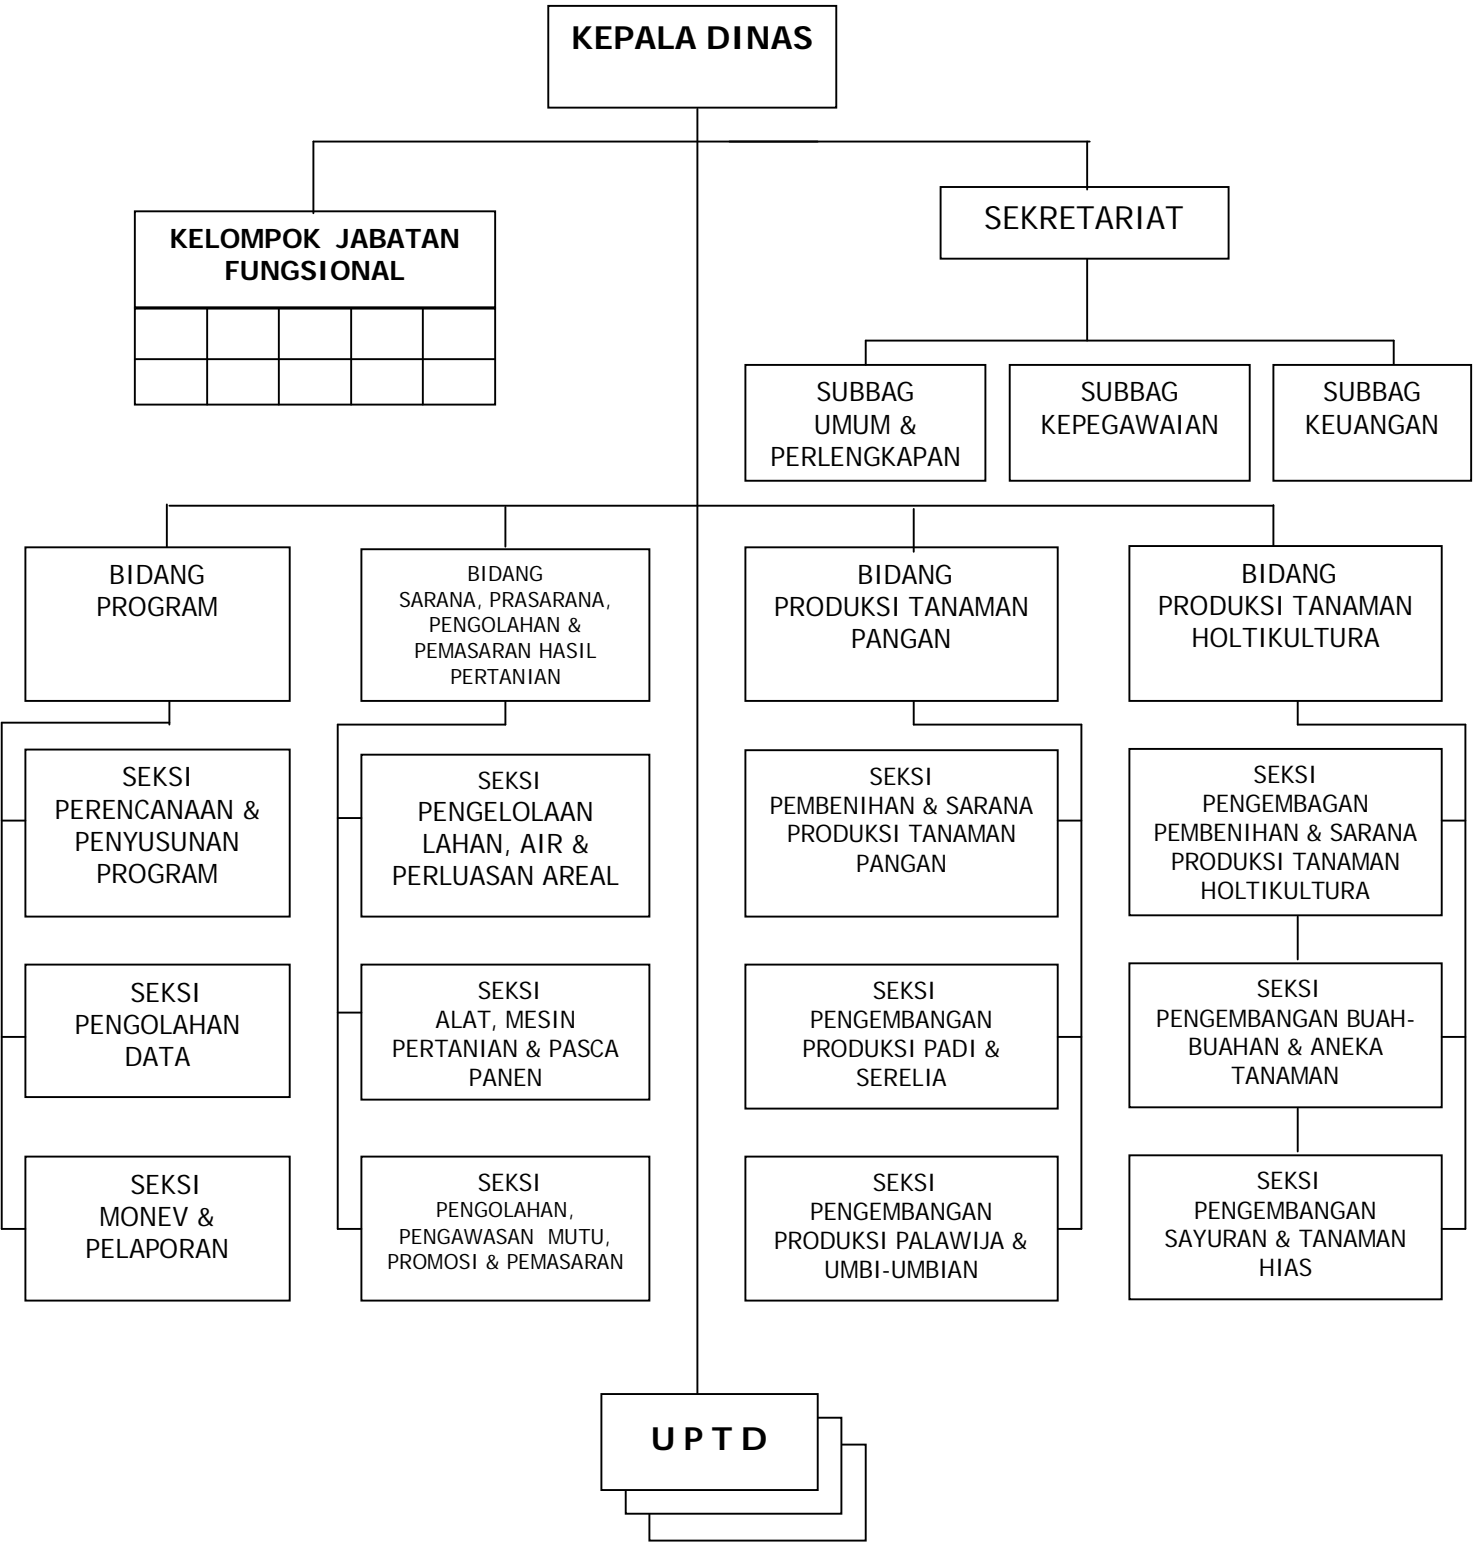 KEPALA DINAS
KELOMPOK JABATAN
FUNGSIONAL
SEKRETARIAT
SUBBAG
UMUM &
PERLENGKAPAN
SUBBAG
KEPEGAWAIAN
SUBBAG
KEUANGAN
BIDANG
PROGRAM
BIDANG
SARANA, PRASARANA,
PENGOLAHAN &
PEMASARAN HASIL
PERTANIAN
BIDANG
PRODUKSI TANAMAN
PANGAN
BIDANG
PRODUKSI TANAMAN
HOLTIKULTURA
SEKSI
PERENCANAAN &
PENYUSUNAN
PROGRAM
SEKSI
PENGELOLAAN
LAHAN, AIR &
PERLUASAN AREAL
SEKSI
PEMBENIHAN & SARANA
PRODUKSI TANAMAN
PANGAN
SEKSI
PENGEMBAGAN
PEMBENIHAN & SARANA
PRODUKSI TANAMAN
HOLTIKULTURA
SEKSI
PENGOLAHAN
DATA
SEKSI
ALAT, MESIN
PERTANIAN & PASCA
PANEN
SEKSI
PENGEMBANGAN
PRODUKSI PADI &
SERELIA
SEKSI
PENGEMBANGAN BUAH-
BUAHAN & ANEKA
TANAMAN
SEKSI
MONEV &
PELAPORAN
SEKSI
PENGOLAHAN,
PENGAWASAN MUTU,
PROMOSI & PEMASARAN
SEKSI
PENGEMBANGAN
PRODUKSI PALAWIJA &
UMBI-UMBIAN
SEKSI
PENGEMBANGAN
SAYURAN & TANAMAN
HIAS
UPTD